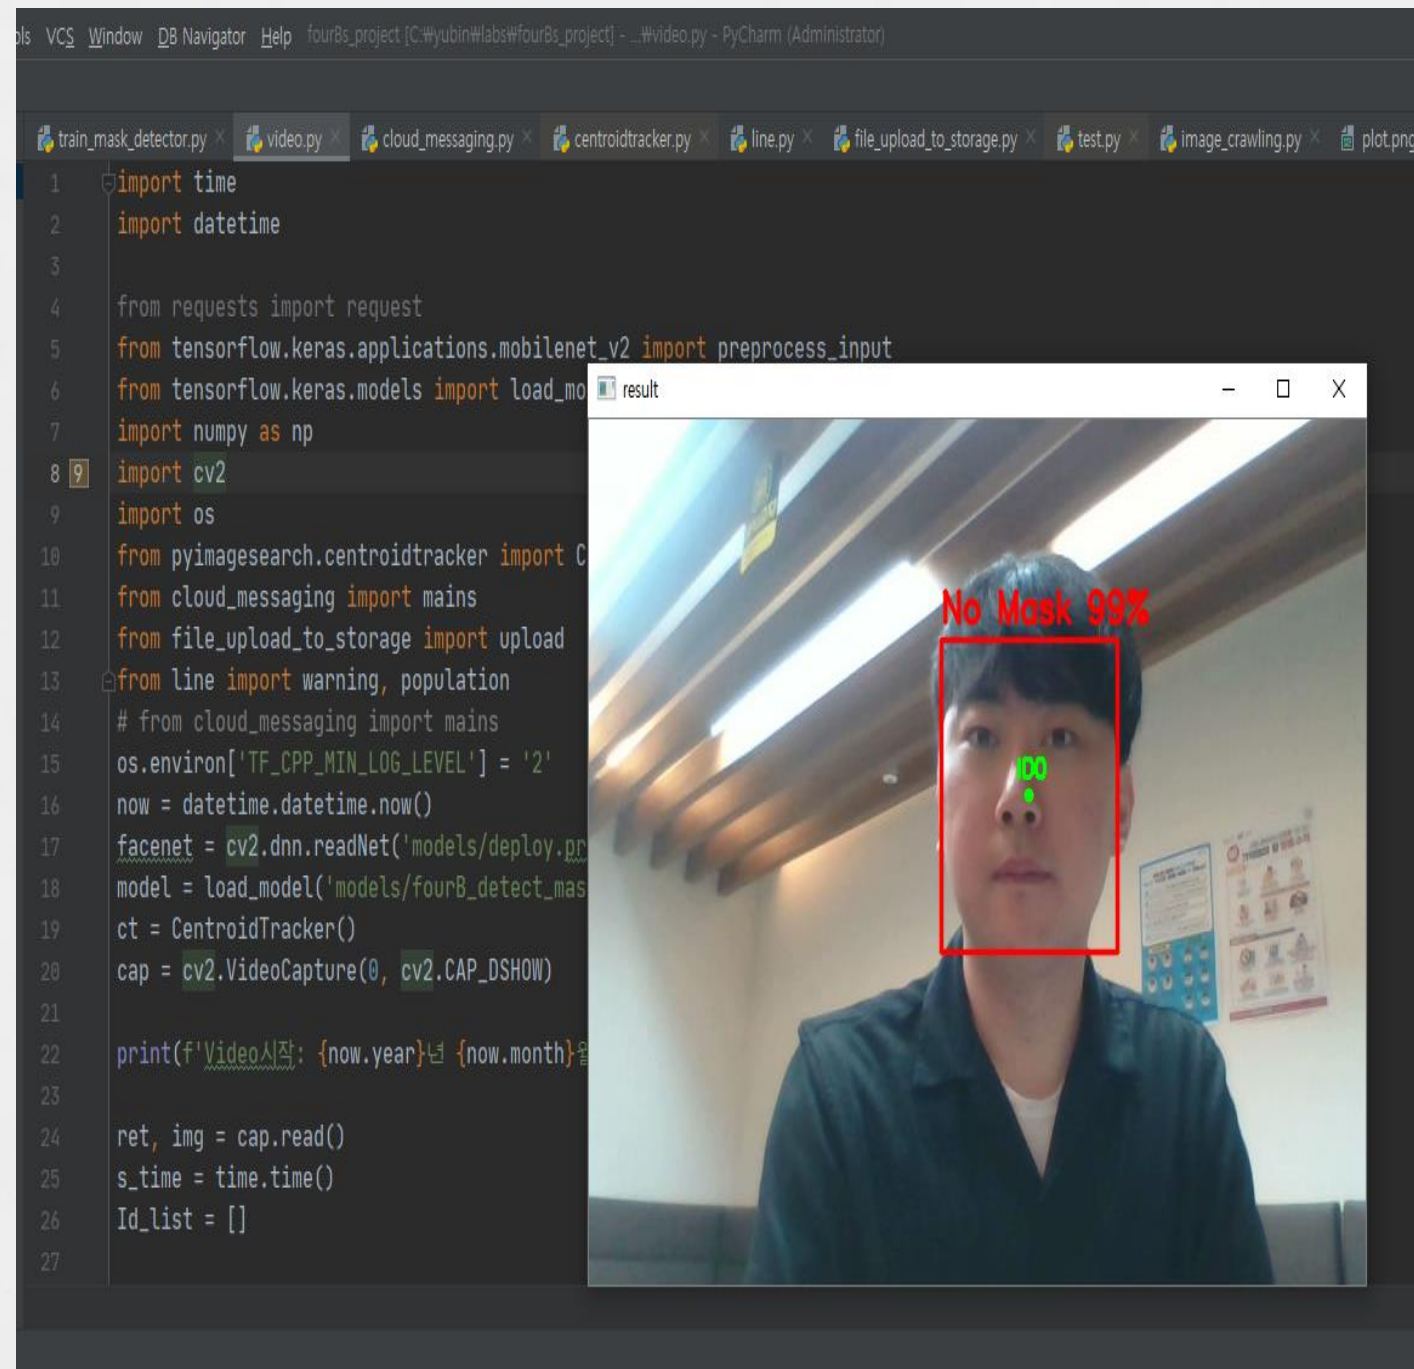 ols VCS Window DB Navigator Help fourBs_project [C:₩yubin₩labs₩fourBs_project] - ...₩video.py - PyCharm (Administrator)
train_mask_detector.py video.py cloud_messaging.py centroidtracker.py line.py file_upload_to_storage.py test.py image_crawling.py plot.png
1 import time
2 import datetime
3
4 from requests import request
5 from tensorflow.keras.applications.mobilenet_v2 import preprocess_input
6 from tensorflow.keras.models import load_mo
7 import numpy as np
8 9 import cv2
9 import os
10 from pyimagesearch.centroidtracker import C
11 from cloud_messaging import mains
12 from file_upload_to_storage import upload
13 from line import warning, population
14 # from cloud_messaging import mains
15 os.environ['TF_CPP_MIN_LOG_LEVEL'] = '2'
16 now = datetime.datetime.now()
17 facenet = cv2.dnn.readNet('models/deploy.pr
18 model = load_model('models/fourB_detect_mas
19 ct = CentroidTracker()
20 cap = cv2.VideoCapture(0, cv2.CAP_DSHOW)
21
22 print(f'Video시작: {now.year}년 {now.month}월
23
24 ret, img = cap.read()
25 s_time = time.time()
26 Id_list = []
27
result
No Mask 99%
ID0